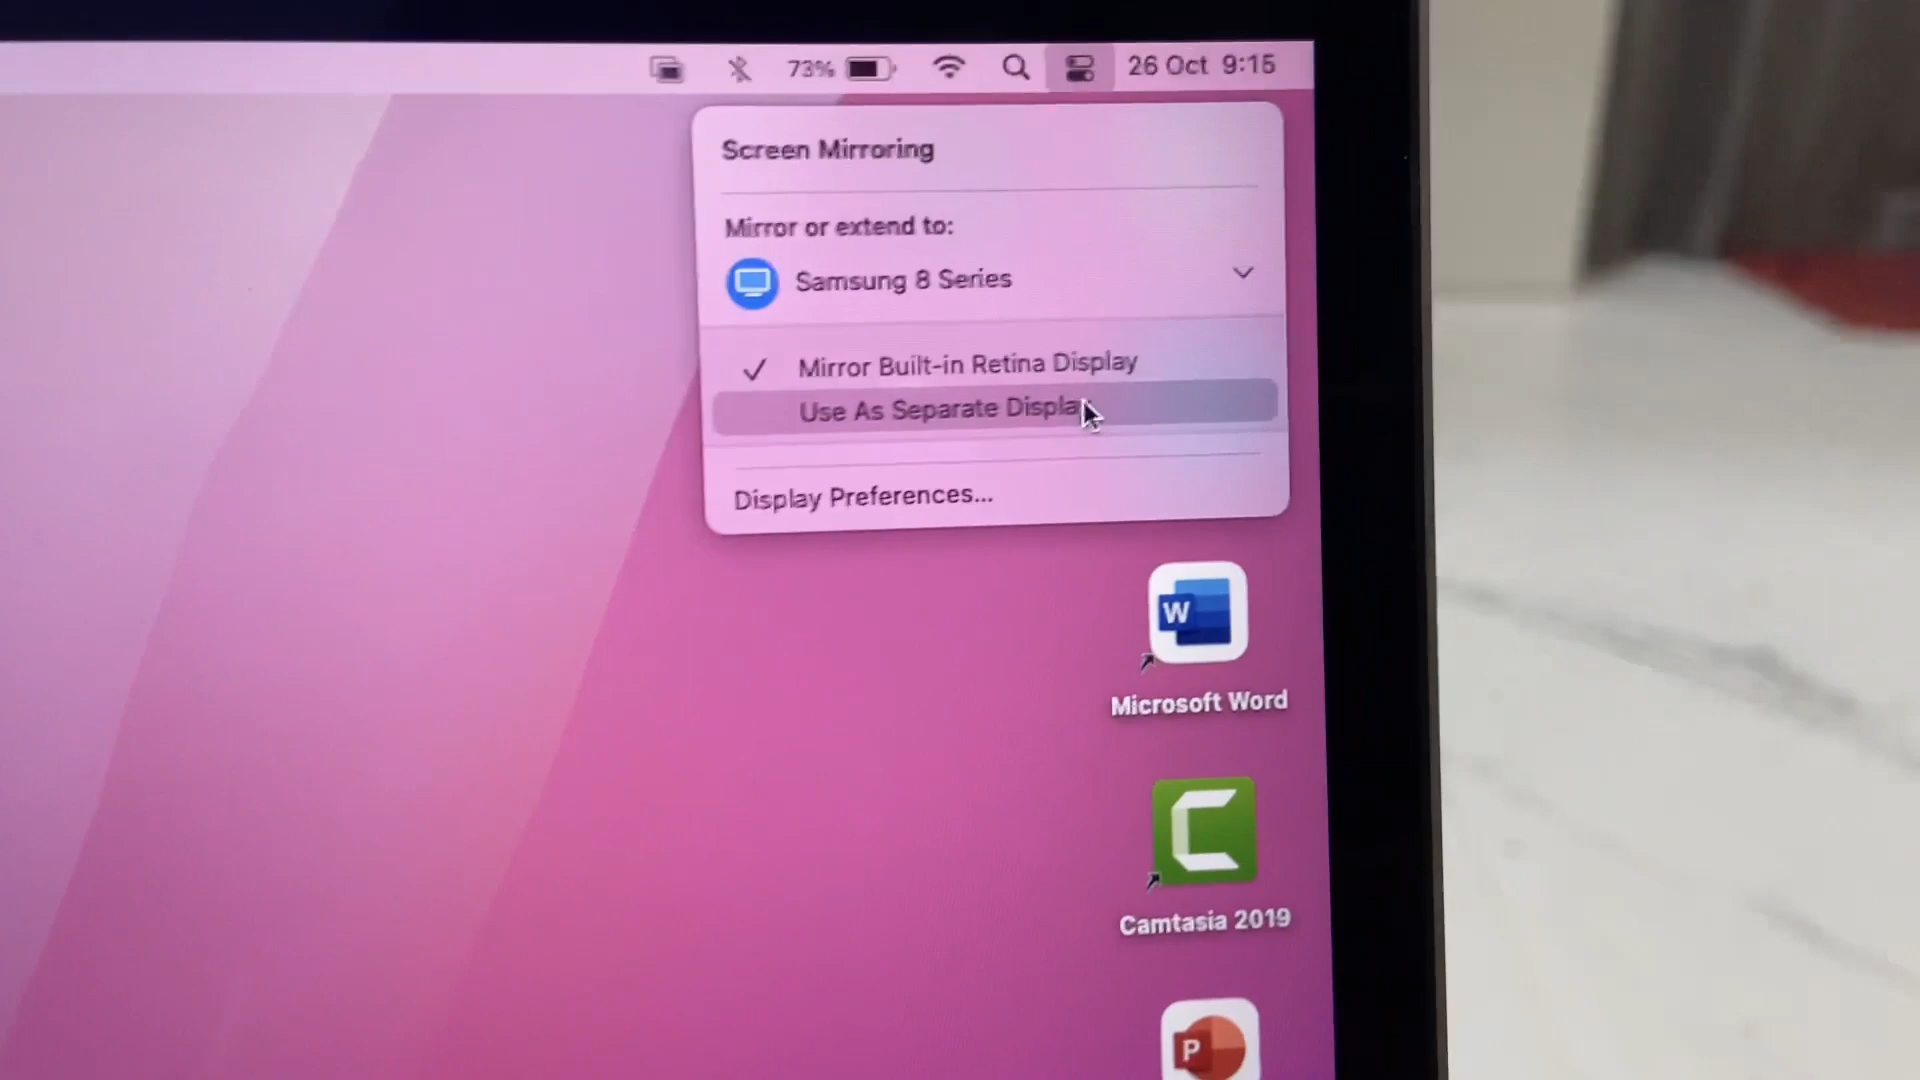 73%
26 Oct 9:15
Screen Mirroring
Mirror or extend to:
Samsung 8 Series
✓ Mirror Built-in Retina Display
Use As Separate Display
Display Preferences...
W
Microsoft Word
C
Camtasia 2019
P